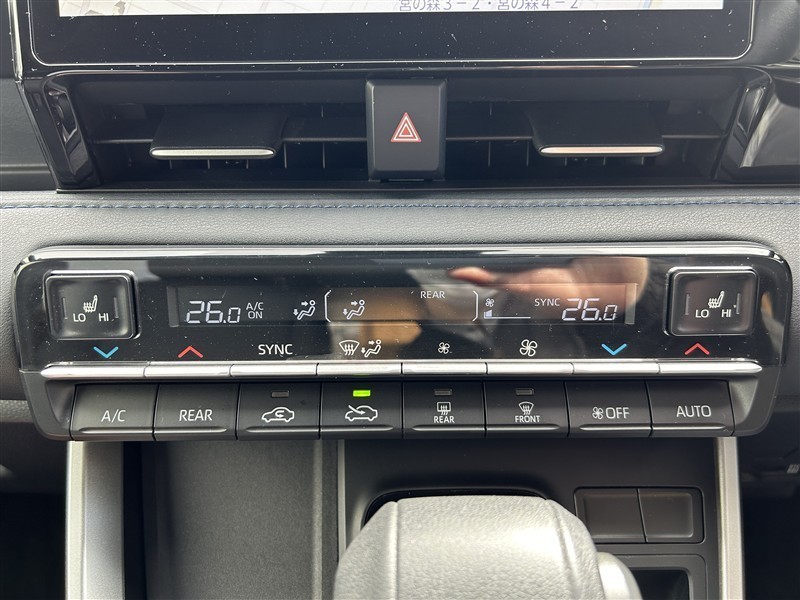 宮の森３－２・宮の森４－２
LO HI
26.0 A/C ON
REAR
SYNC 26.0
LO HI
SYNC
A/C
REAR
REAR
FRONT
OFF
AUTO